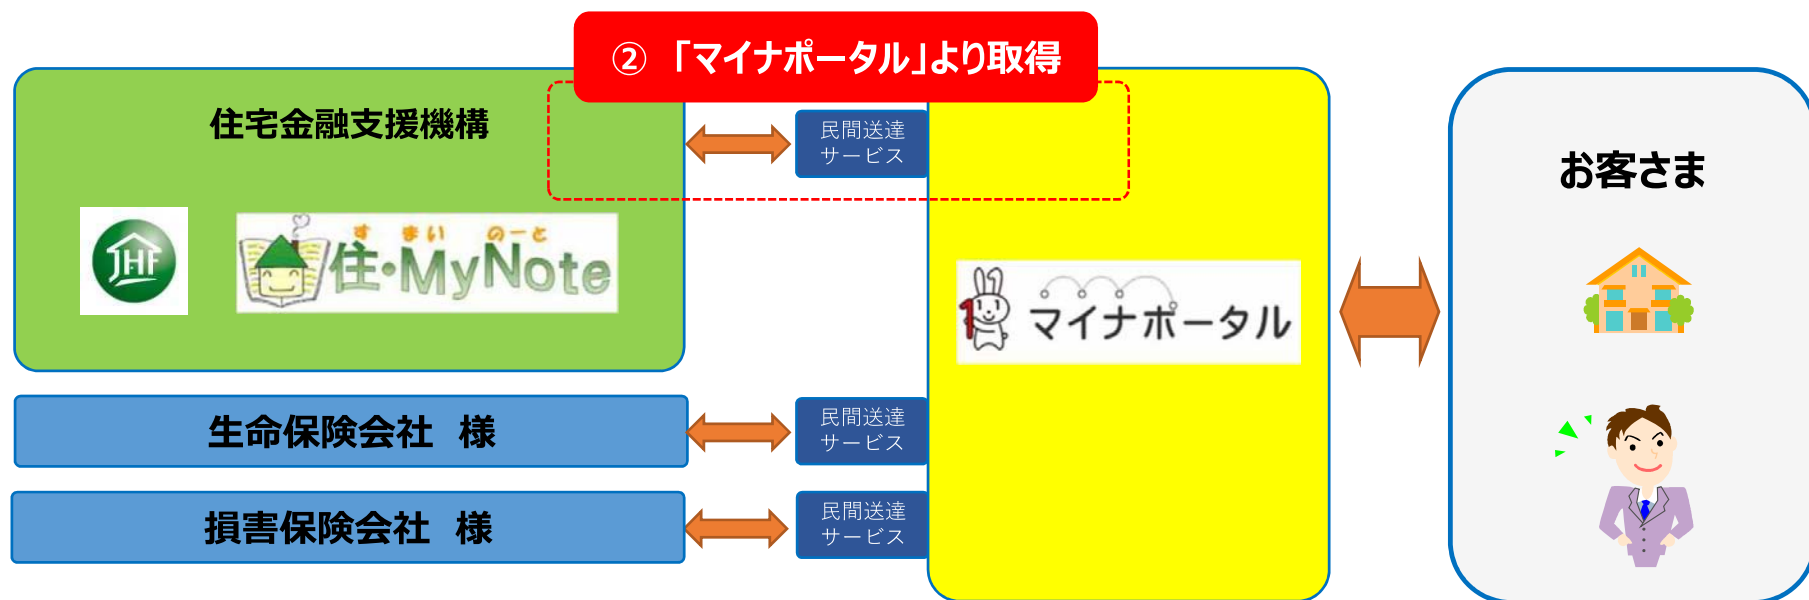 ② 「マイナポータル」より取得
住宅金融支援機構
民間送達
サービス
お客さま
JHF
す まい のーと
住・MyNote
1 マイナポータル
生命保険会社 様
民間送達
サービス
損害保険会社 様
民間送達
サービス